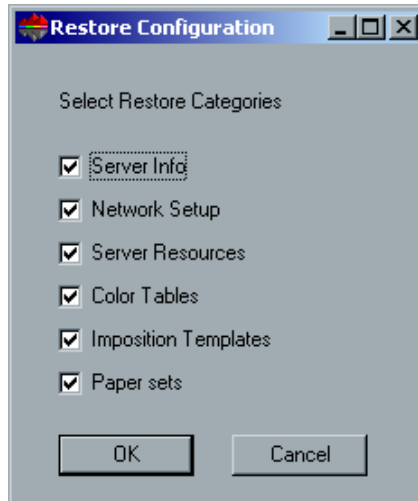 Restore Configuration
Select Restore Categories
Server Info
Network Setup
Server Resources
Color Tables
Imposition Templates
Paper sets
OK Cancel